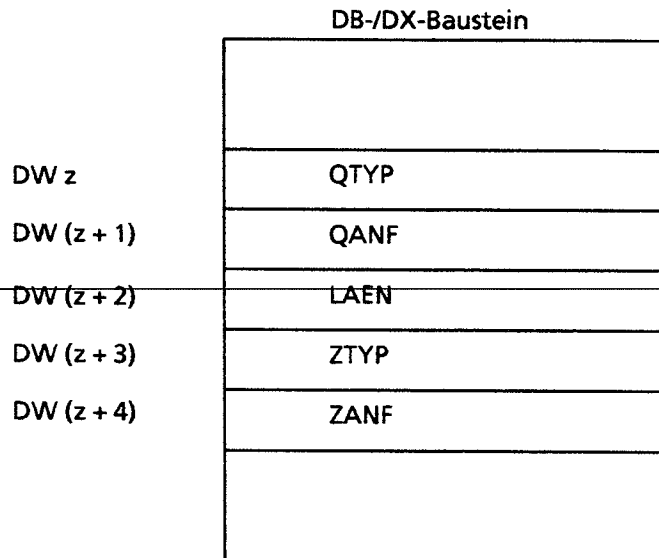 DB-/DX-Baustein
DW z QTYP
DW (z + 1) QANF
DW (z + 2) LAEN
DW (z + 3) ZTYP
DW (z + 4) ZANF